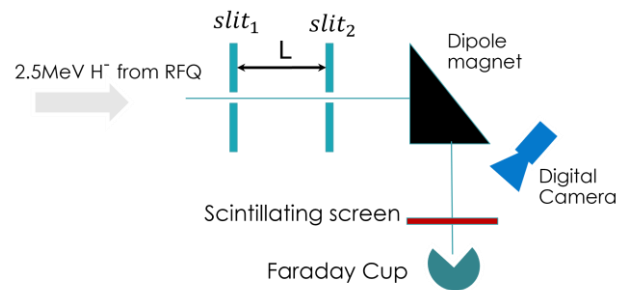 slit₁
slit₂
L
Dipole
magnet
2.5MeV H⁻ from RFQ
Digital
Camera
Scintillating screen
Faraday Cup